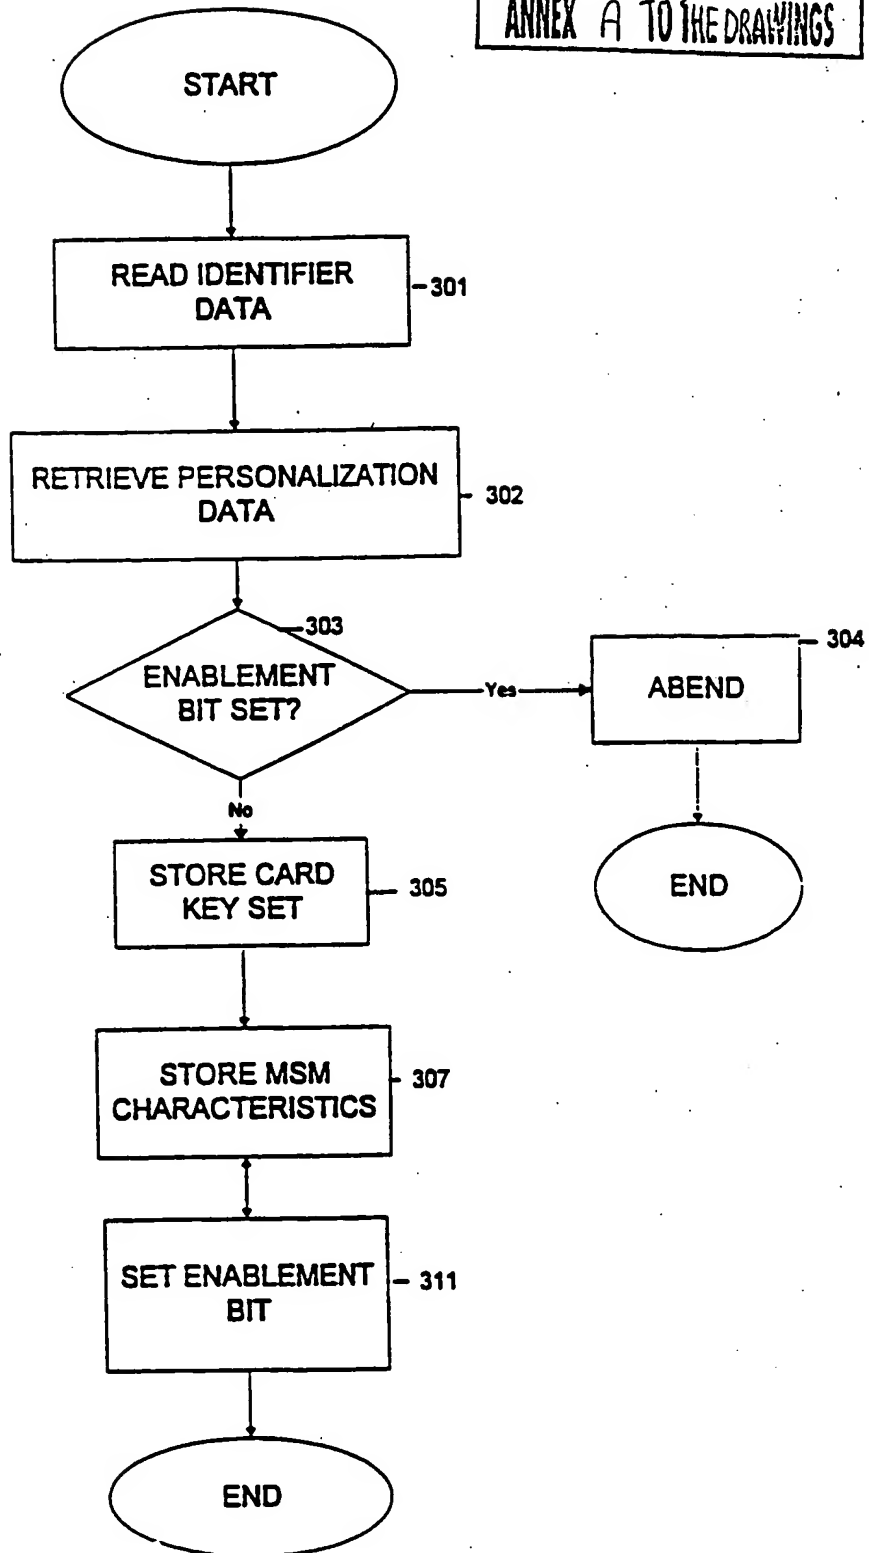 ANNEX A TO THE DRAWINGS
START
READ IDENTIFIER
DATA
301
RETRIEVE PERSONALIZATION
DATA
302
303
ENABLEMENT
BIT SET?
Yes
304
ABEND
No
END
STORE CARD
KEY SET
305
STORE MSM
CHARACTERISTICS
307
SET ENABLEMENT
BIT
311
END